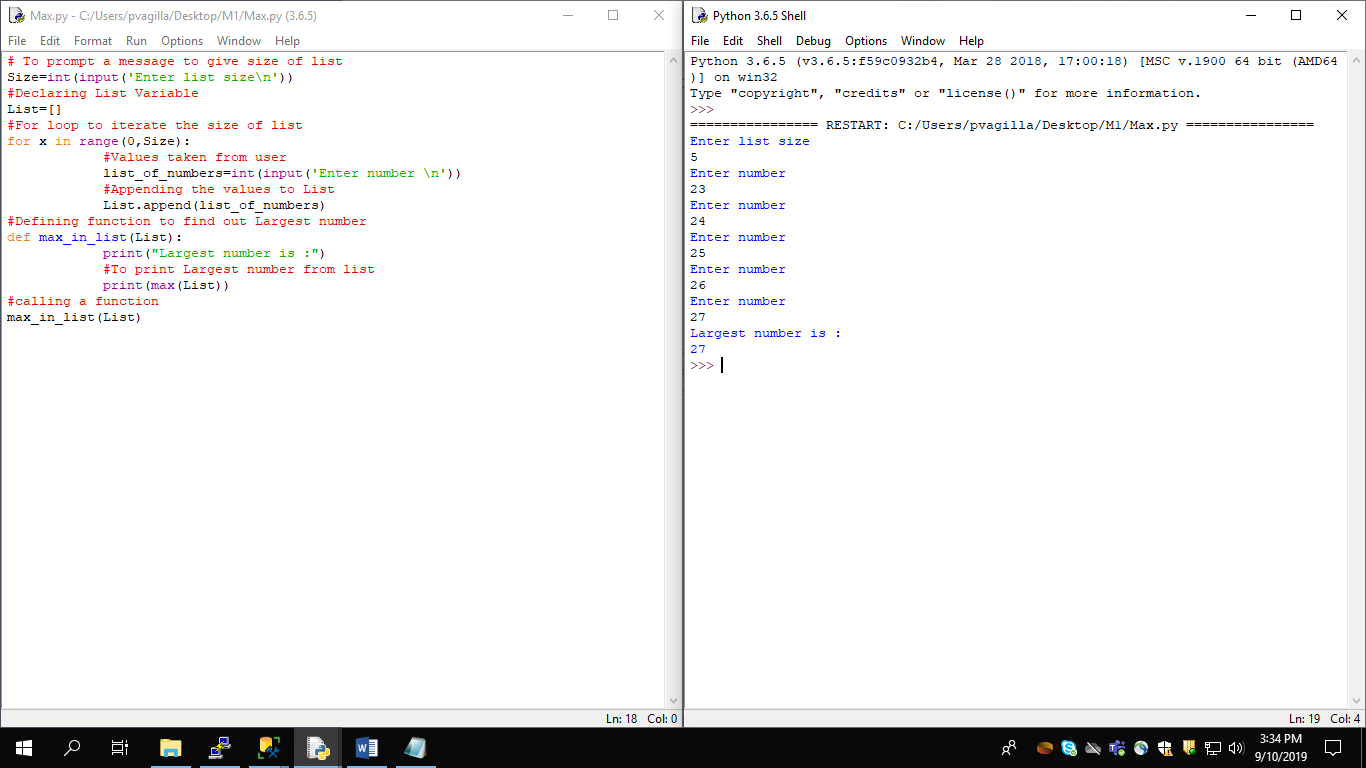 Max.py - C:/Users/pvagilla/Desktop/M1/Max.py (3.6.5)
File Edit Format Run Options Window Help
# To prompt a message to give size of list
Size=int(input('Enter list size\n'))
#Declaring List Variable
List=[]
#For loop to iterate the size of list
for x in range(0,Size):
            #Values taken from user
            list_of_numbers=int(input('Enter number \n'))
            #Appending the values to List
            List.append(list_of_numbers)
#Defining function to find out Largest number
def max_in_list(List):
            print("Largest number is :")
            #To print Largest number from list
            print(max(List))
#calling a function
max_in_list(List)
Ln: 18 Col: 0
Python 3.6.5 Shell
File Edit Shell Debug Options Window Help
Python 3.6.5 (v3.6.5:f59c0932b4, Mar 28 2018, 17:00:18) [MSC v.1900 64 bit (AMD64
)] on win32
Type "copyright", "credits" or "license()" for more information.
>>>
================ RESTART: C:/Users/pvagilla/Desktop/M1/Max.py ================
Enter list size
5
Enter number
23
Enter number
24
Enter number
25
Enter number
26
Enter number
27
Largest number is :
27
>>>
Ln: 19 Col: 4
3:34 PM
9/10/2019